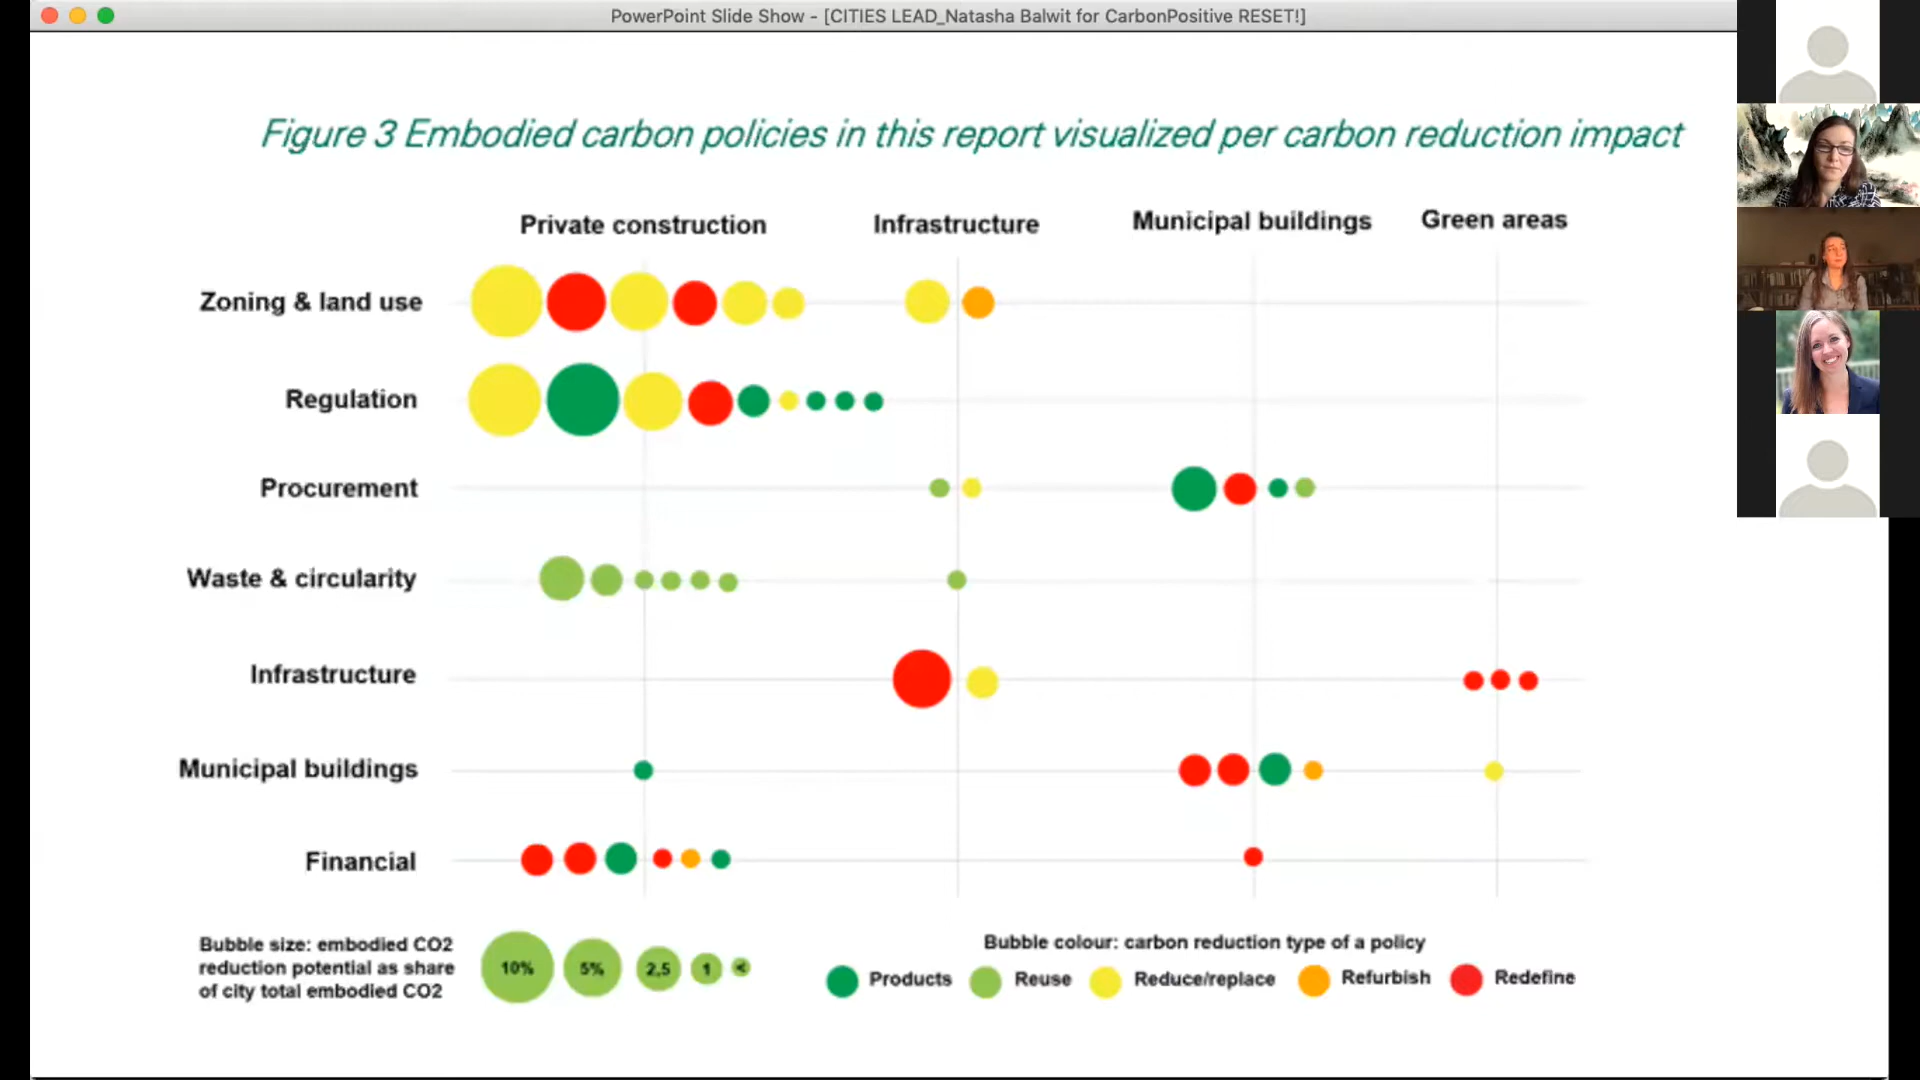 PowerPoint Slide Show - [CITIES LEAD_Natasha Balwit for CarbonPositive RESET!]
Figure 3 Embodied carbon policies in this report visualized per carbon reduction impact
Private construction
Infrastructure
Municipal buildings
Green areas
Zoning & land use
Regulation
Procurement
Waste & circularity
Infrastructure
Municipal buildings
Financial
Bubble size: embodied CO2
reduction potential as share
of city total embodied CO2
10%
5%
2,5
1
<
Bubble colour: carbon reduction type of a policy
Products
Reuse
Reduce/replace
Refurbish
Redefine